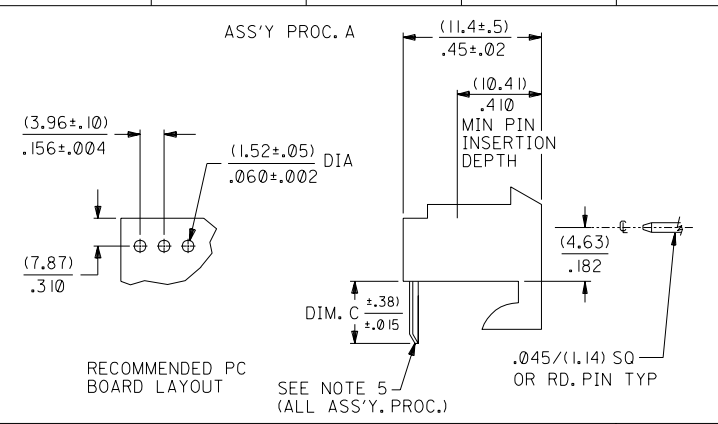 ASS'Y PROC. A
(11.4±.5)
.45±.02
(10.41)
.410
MIN PIN
INSERTION
DEPTH
(3.96±.10)
.156±.004
(1.52±.05)
.060±.002
DIA
(7.87)
.310
(4.63)
.182
DIM. C
±.38)
±.015
.045/(1.14) SQ
OR RD. PIN TYP
RECOMMENDED PC
BOARD LAYOUT
SEE NOTE 5
(ALL ASS'Y. PROC.)